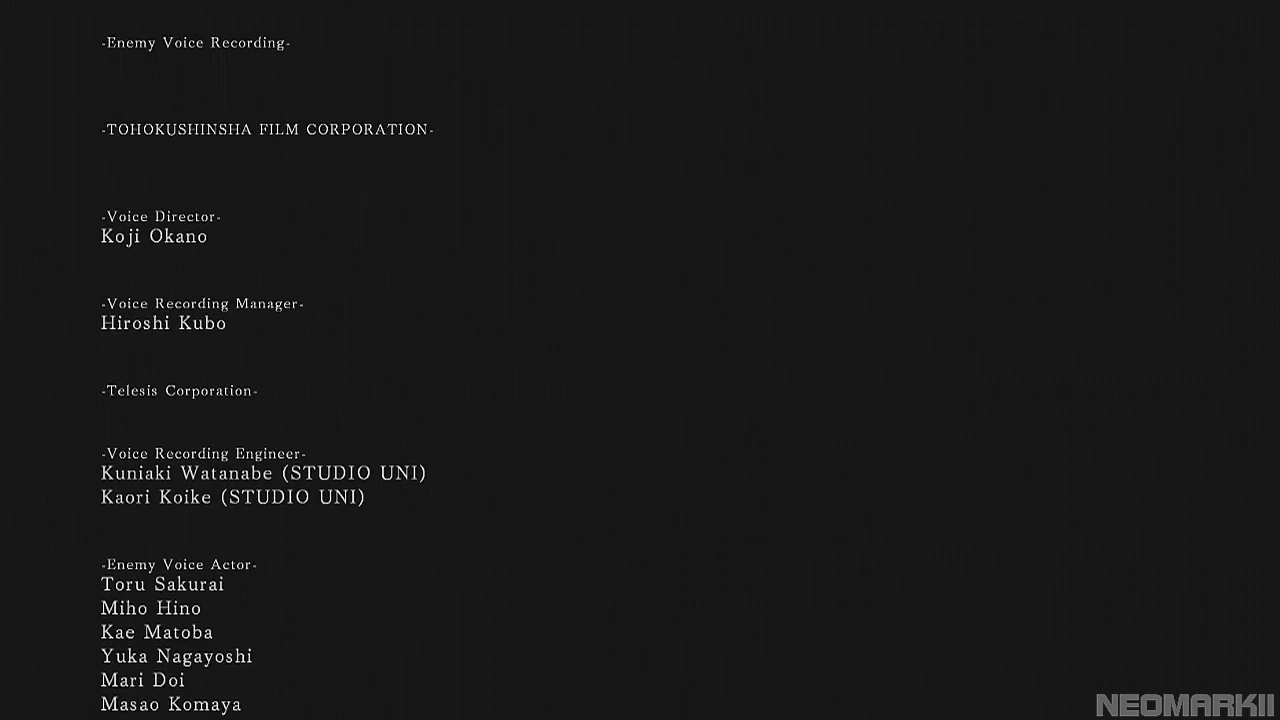 -Enemy Voice Recording-
-TOHOKUSHINSHA FILM CORPORATION-
-Voice Director-
Koji Okano
-Voice Recording Manager-
Hiroshi Kubo
-Telesis Corporation-
-Voice Recording Engineer-
Kuniaki Watanabe (STUDIO UNI)
Kaori Koike (STUDIO UNI)
-Enemy Voice Actor-
Toru Sakurai
Miho Hino
Kae Matoba
Yuka Nagayoshi
Mari Doi
Masao Komaya
NEOMARKII